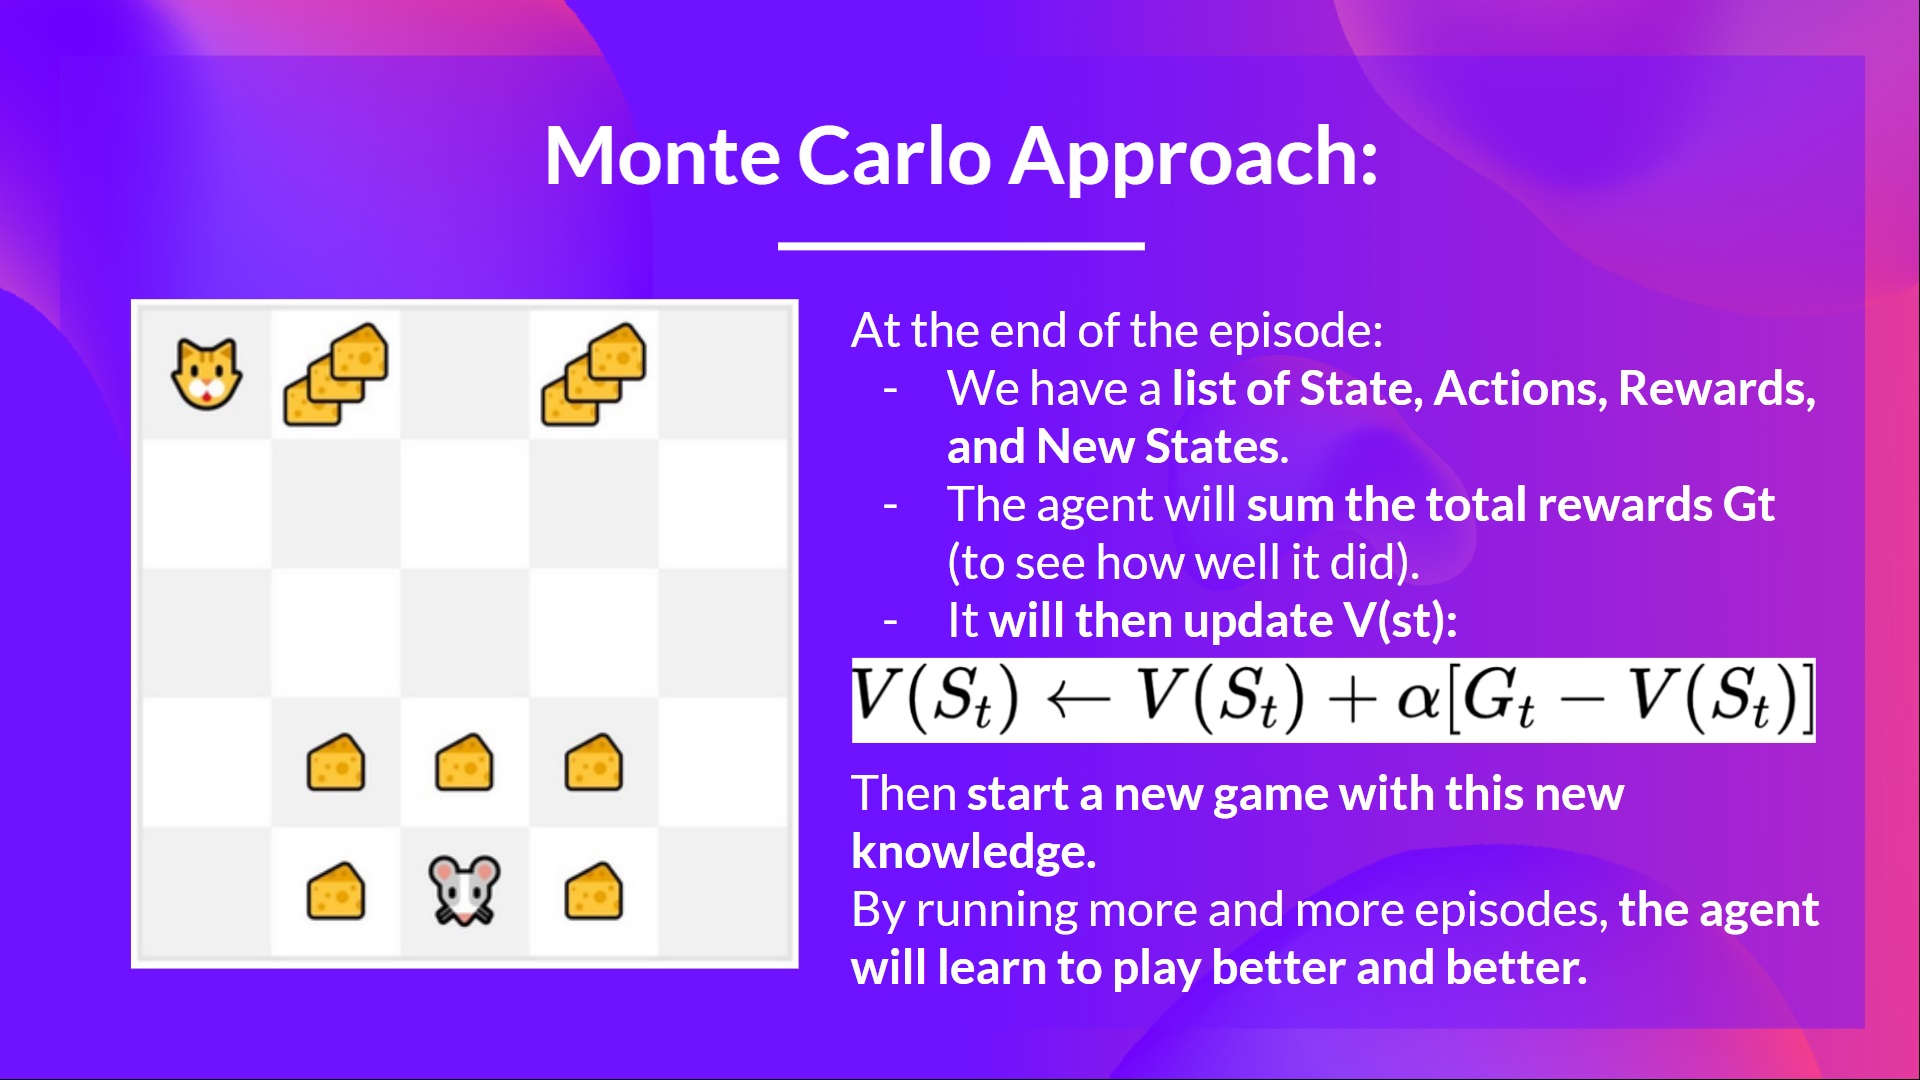 Monte Carlo Approach:
At the end of the episode:
- We have a list of State, Actions, Rewards,
and New States.
- The agent will sum the total rewards Gt
(to see how well it did).
- It will then update V(st):
V(S_t) ← V(S_t) + α[G_t − V(S_t)]
Then start a new game with this new
knowledge.
By running more and more episodes, the agent
will learn to play better and better.